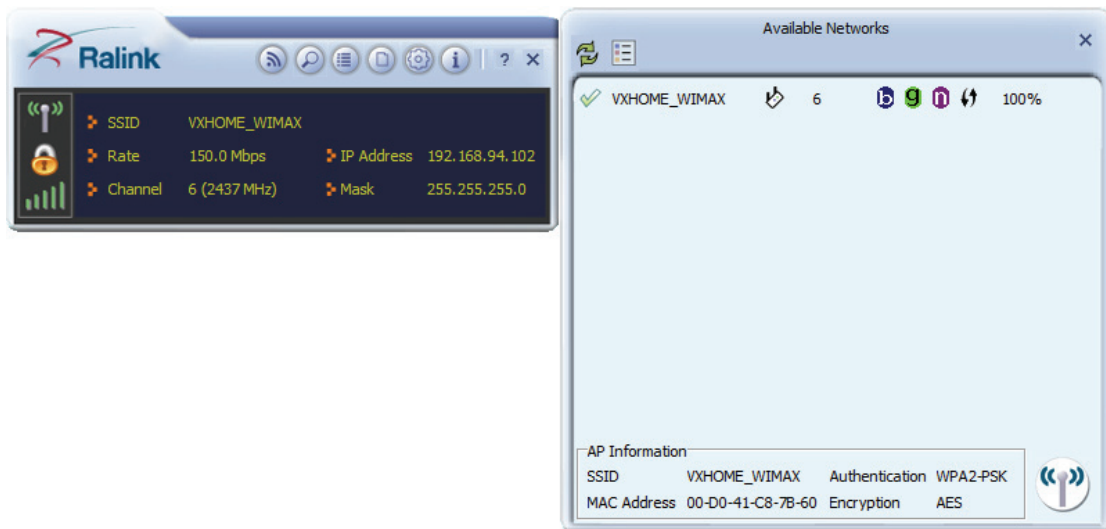 Ralink
? ×
SSID VXHOME_WIMAX
Rate 150.0 Mbps IP Address 192.168.94.102
Channel 6 (2437 MHz) Mask 255.255.255.0
Available Networks ×
VXHOME_WIMAX 6 b g n 100%
AP Information
SSID VXHOME_WIMAX Authentication WPA2-PSK
MAC Address 00-D0-41-C8-7B-60 Encryption AES